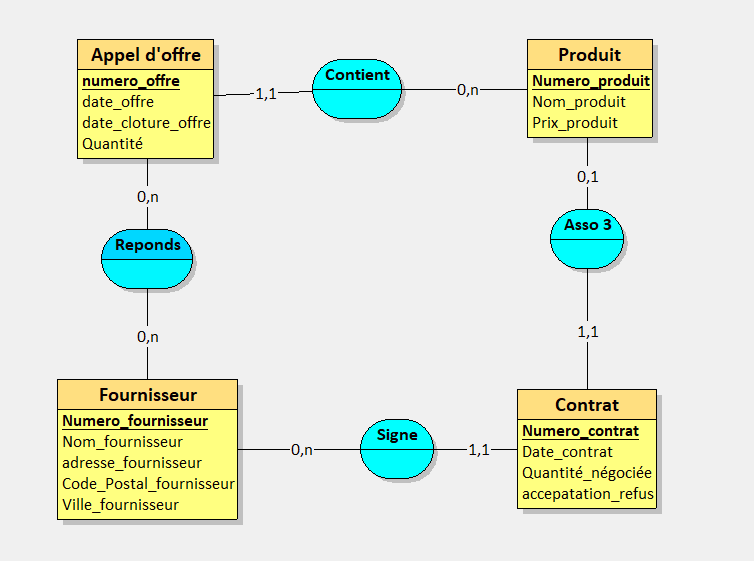 Appel d'offre
numero_offre
date_offre
date_cloture_offre
Quantité
1,1
Contient
0,n
Produit
Numero_produit
Nom_produit
Prix_produit
0,n
Reponds
0,n
0,1
Asso 3
1,1
Fournisseur
Numero_fournisseur
Nom_fournisseur
adresse_fournisseur
Code_Postal_fournisseur
Ville_fournisseur
0,n
Signe
1,1
Contrat
Numero_contrat
Date_contrat
Quantité_négociée
accepatation_refus